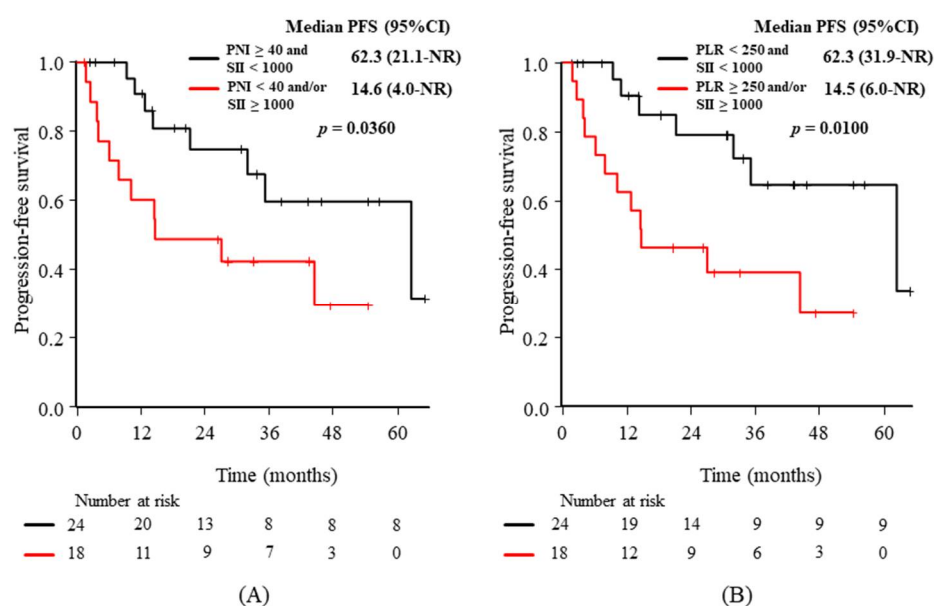 Median PFS (95%CI)
PNI ≥ 40 and
SII < 1000
62.3 (21.1-NR)
PNI < 40 and/or
SII ≥ 1000
14.6 (4.0-NR)
p = 0.0360
Progression-free survival
1.0
0.8
0.6
0.4
0.2
0.0
0 12 24 36 48 60
Time (months)
Number at risk
24 20 13 8 8 8
18 11 9 7 3 0
(A)
Median PFS (95%CI)
PLR < 250 and
SII < 1000
62.3 (31.9-NR)
PLR ≥ 250 and/or
SII ≥ 1000
14.5 (6.0-NR)
p = 0.0100
Progression-free survival
1.0
0.8
0.6
0.4
0.2
0.0
0 12 24 36 48 60
Time (months)
Number at risk
24 19 14 9 9 9
18 12 9 6 3 0
(B)